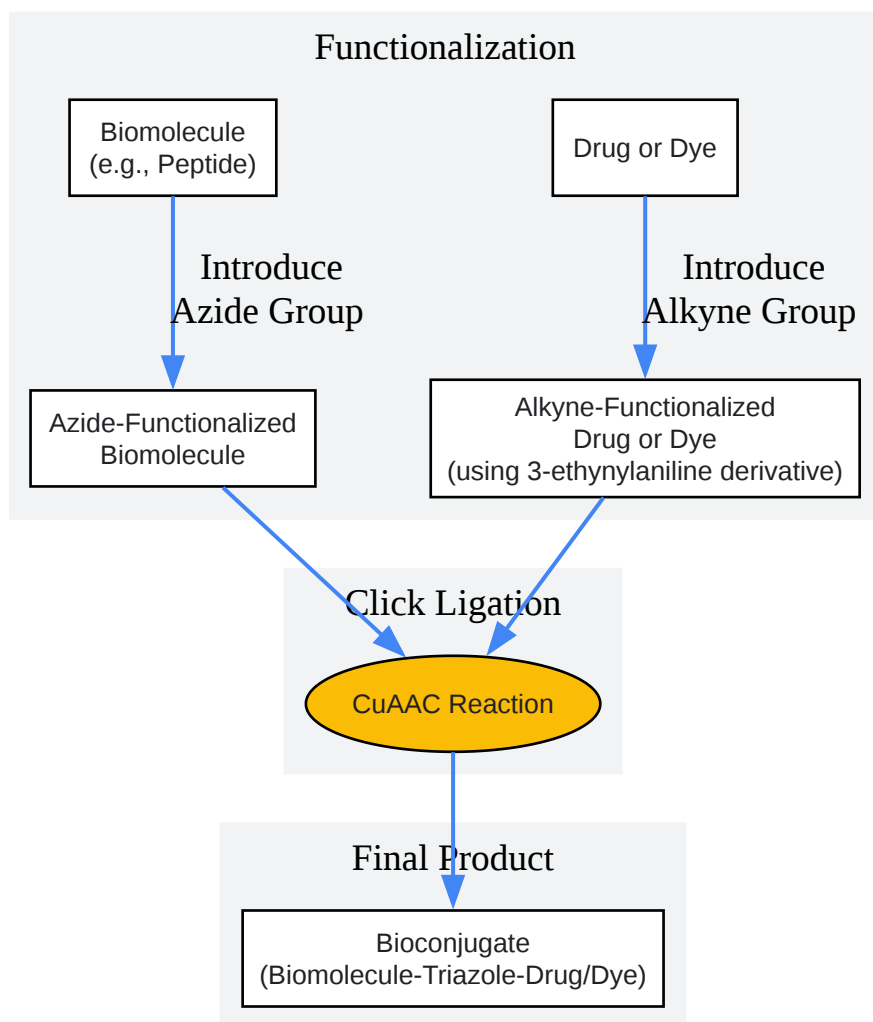 Functionalization
Biomolecule
(e.g., Peptide)
Drug or Dye
Introduce
Azide Group
Introduce
Alkyne Group
Azide-Functionalized
Biomolecule
Alkyne-Functionalized
Drug or Dye
(using 3-ethynylaniline derivative)
Click Ligation
CuAAC Reaction
Final Product
Bioconjugate
(Biomolecule-Triazole-Drug/Dye)